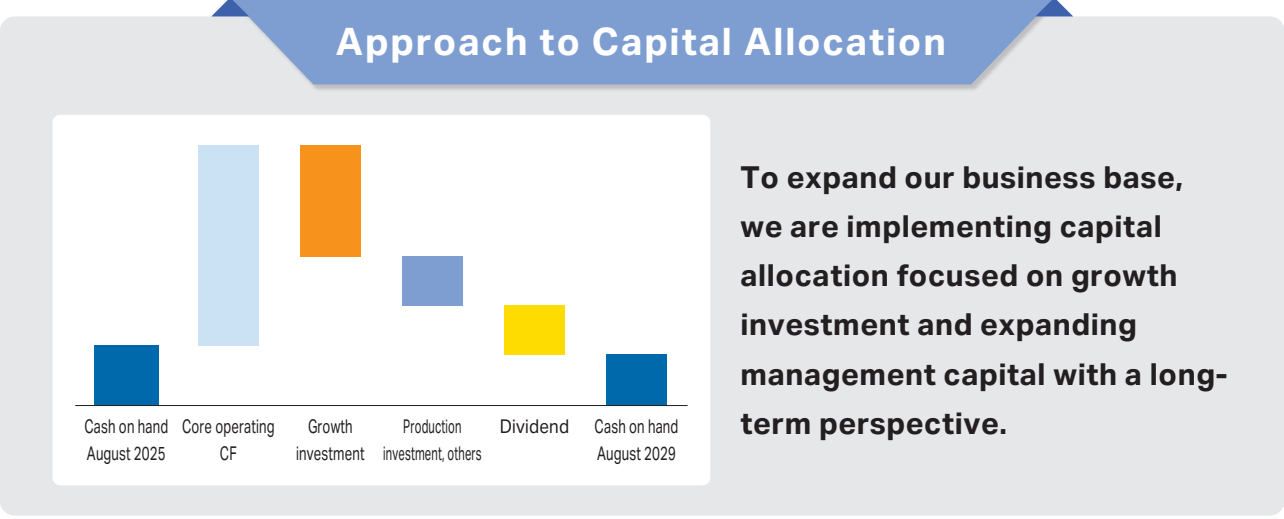 Approach to Capital Allocation
Cash on hand
August 2025
Core operating
CF
Growth
investment
Production
investment, others
Dividend
Cash on hand
August 2029
To expand our business base,
we are implementing capital
allocation focused on growth
investment and expanding
management capital with a long-
term perspective.